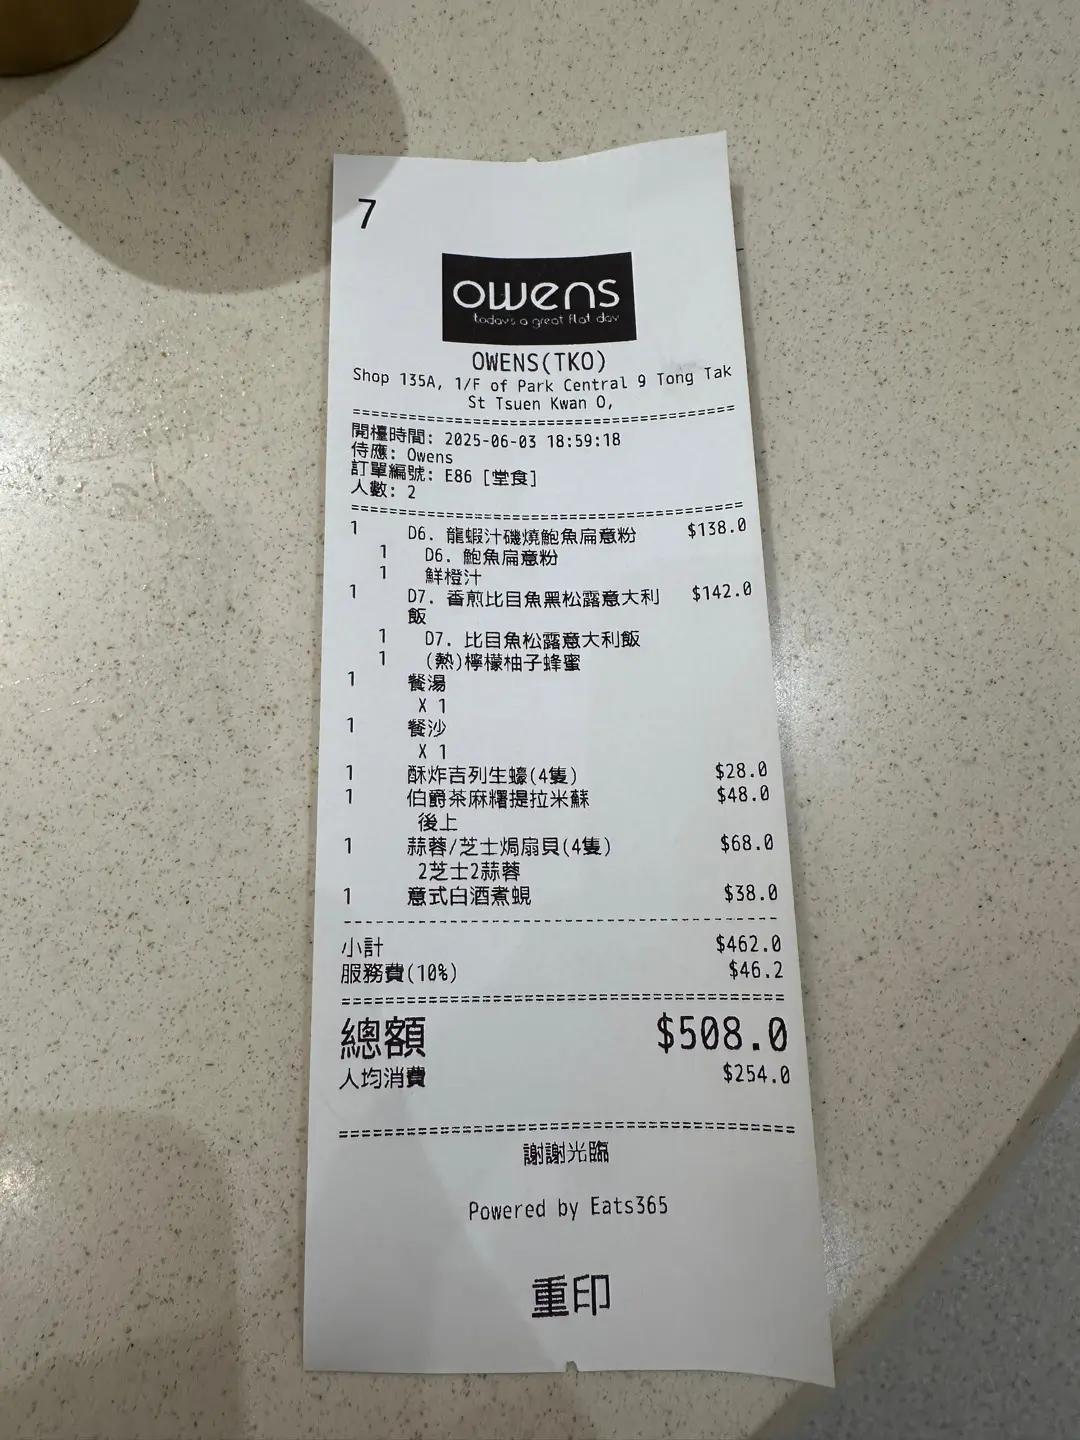 7
owens
today's a great flat day
OWENS(TKO)
Shop 135A, 1/F of Park Central 9 Tong Tak
St Tsuen Kwan O,
開檯時間: 2025-06-03 18:59:18
侍應: Owens
訂單編號: E86 [堂食]
人數: 2
1 D6. 龍蝦汁磯燒鮑魚扁意粉 $138.0
1 D6. 鮑魚扁意粉
1 鮮橙汁
1 D7. 香煎比目魚黑松露意大利 $142.0
飯
1 D7. 比目魚松露意大利飯
1 (熱)檸檬柚子蜂蜜
1 餐湯
X 1
1 餐沙
X 1
1 酥炸吉列生蠔(4隻) $28.0
1 伯爵茶麻糬提拉米蘇 $48.0
後上
1 蒜蓉/芝士焗扇貝(4隻) $68.0
2芝士2蒜蓉
1 意式白酒煮蜆 $38.0
小計 $462.0
服務費(10%) $46.2
總額 $508.0
人均消費 $254.0
謝謝光臨
Powered by Eats365
重印